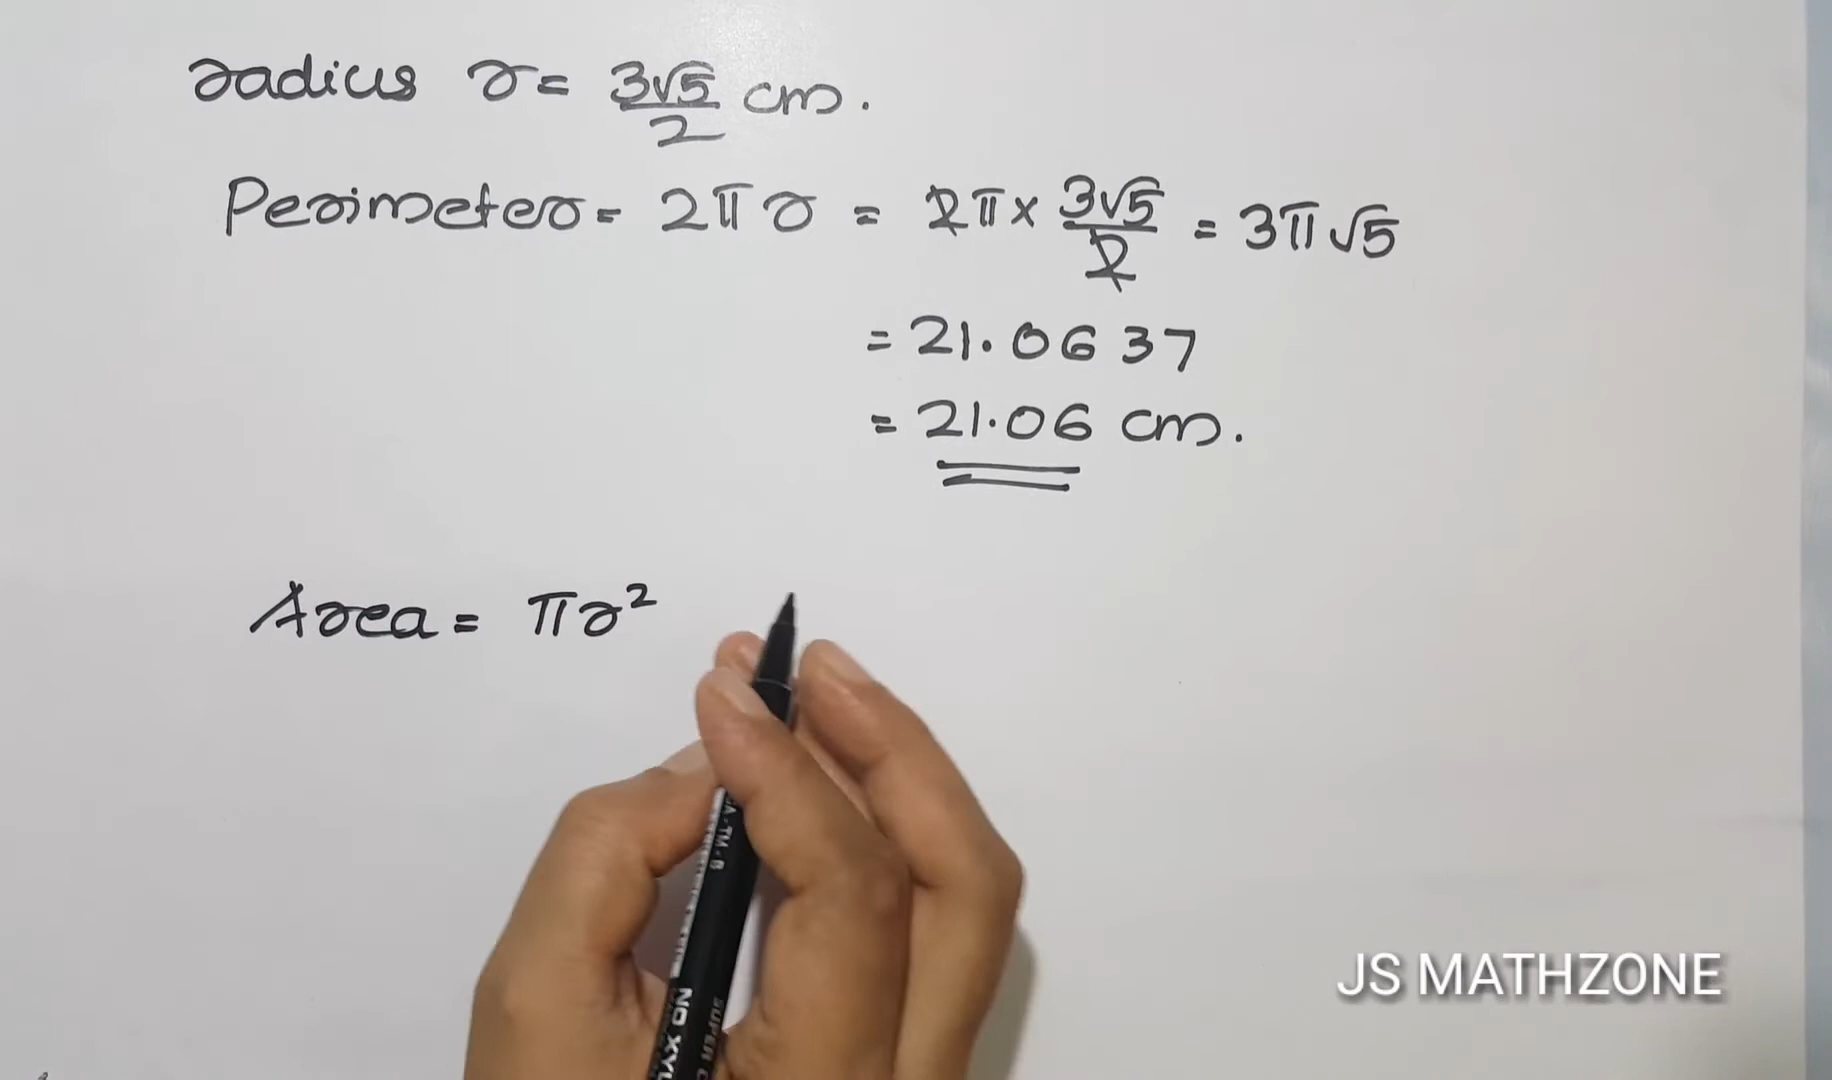 radius r = 3√5/2 cm.
Perimeter = 2πr = 2π × 3√5/2 = 3π√5
= 21.0637
= 21.06 cm.
Area = πr²
JS MATHZONE